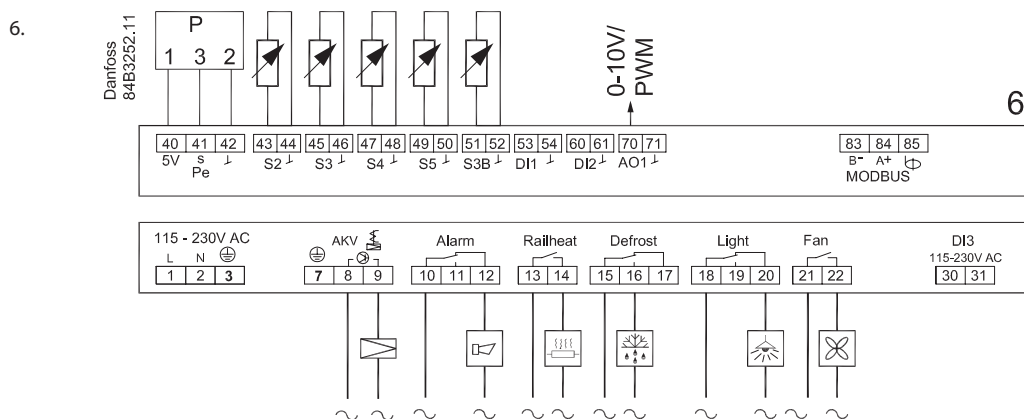 6.
Danfoss
84B3252.11
P
1 3 2
0-10V/
PWM
6
40 41 42 43 44 45 46 47 48 49 50 51 52 53 54 60 61 70 71 83 84 85
5V s S2 ⊥ S3 ⊥ S4 ⊥ S5 ⊥ S3B ⊥ DI1 ⊥ DI2 ⊥ AO1 ⊥ B- A+
Pe MODBUS
115 - 230V AC AKV Alarm Railheat Defrost Light Fan DI3
L N 115-230V AC
1 2 3 7 8 9 10 11 12 13 14 15 16 17 18 19 20 21 22 30 31